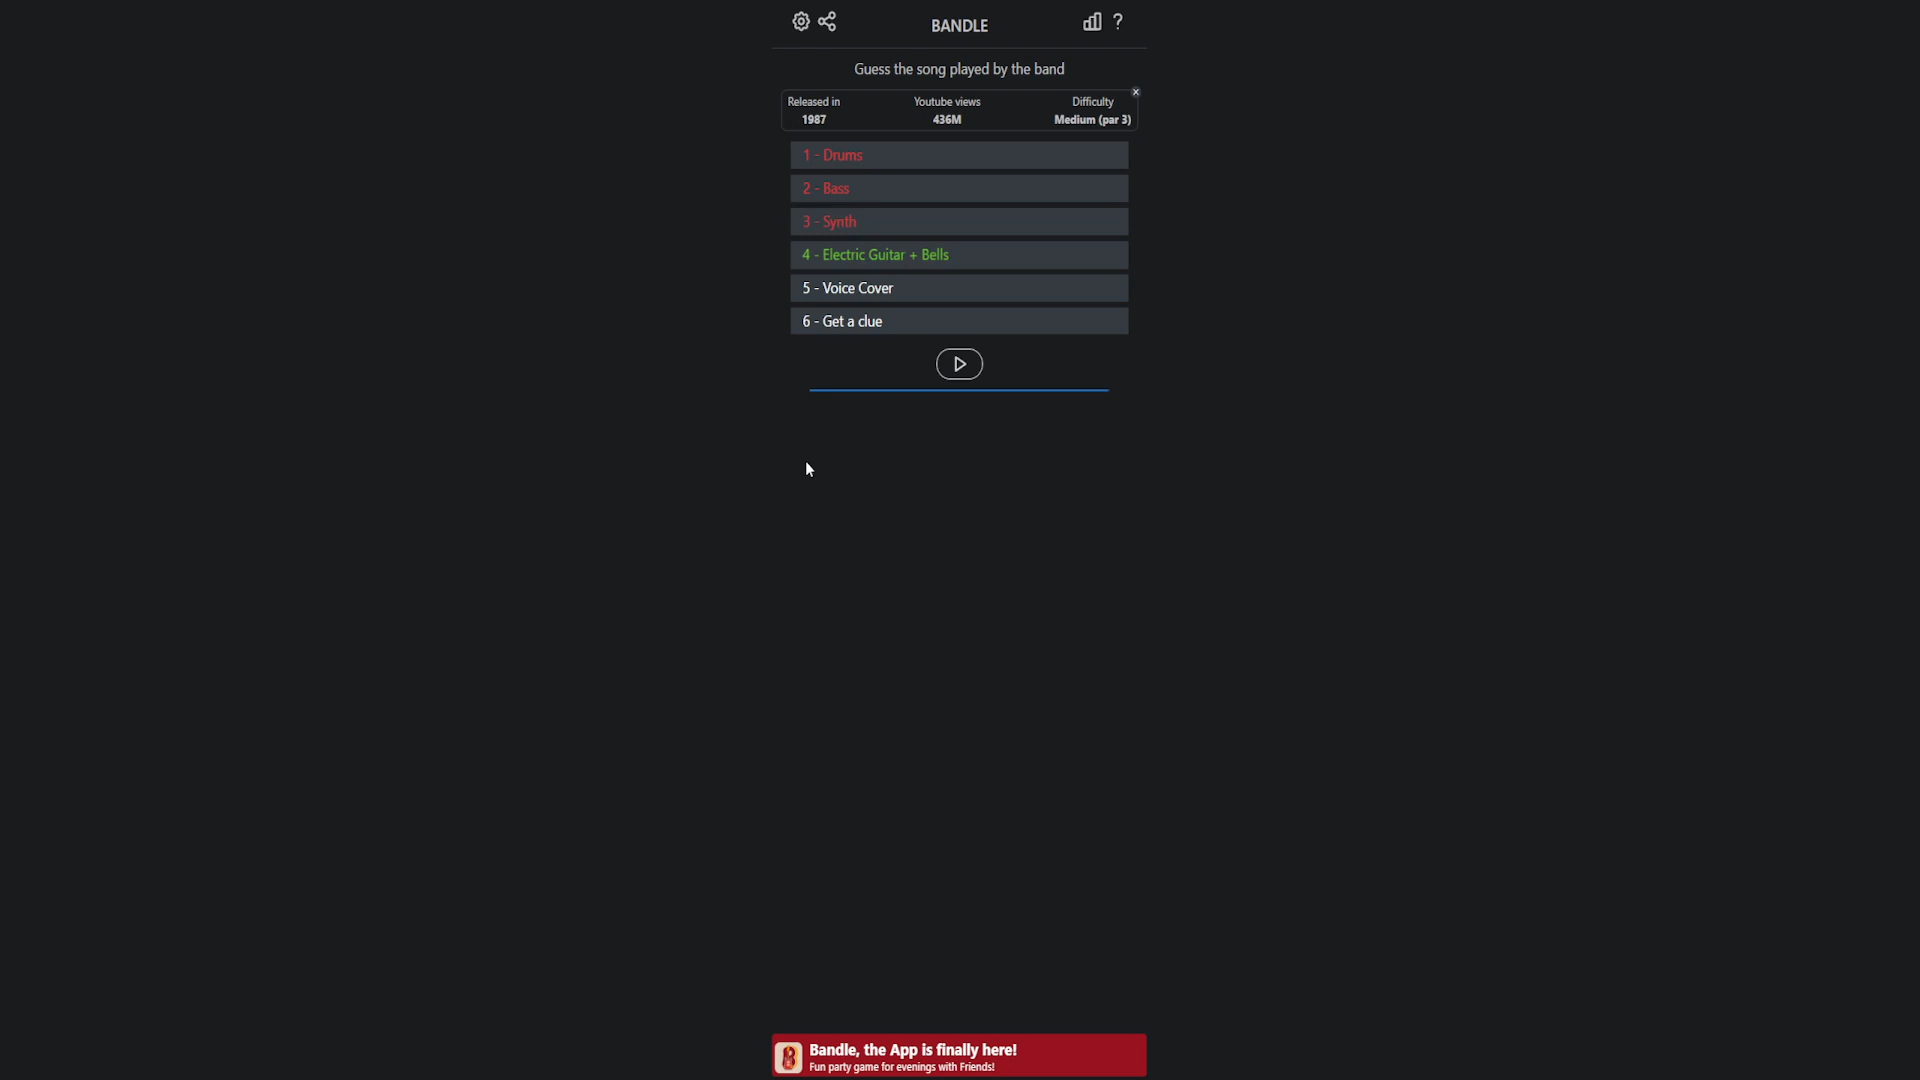 BANDLE
?
Guess the song played by the band
Released in
1987
Youtube views
436M
Difficulty
Medium (par 3)
1 - Drums
2 - Bass
3 - Synth
4 - Electric Guitar + Bells
5 - Voice Cover
6 - Get a clue
Bandle, the App is finally here!
Fun party game for evenings with Friends!